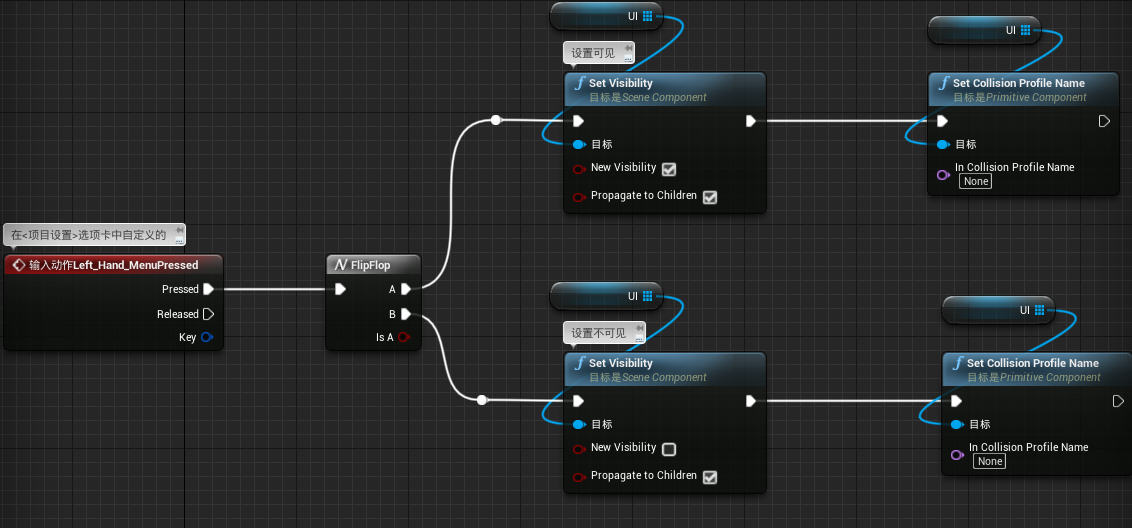 UI
UI
设置可见
Set Visibility
目标是Scene Component
目标
New Visibility
Propagate to Children
Set Collision Profile Name
目标是Primitive Component
目标
In Collision Profile Name
None
在<项目设置>选项卡中自定义的
输入动作Left_Hand_MenuPressed
Pressed
Released
Key
FlipFlop
A
B
Is A
UI
UI
设置不可见
Set Visibility
目标是Scene Component
目标
New Visibility
Propagate to Children
Set Collision Profile Name
目标是Primitive Component
目标
In Collision Profile Name
None